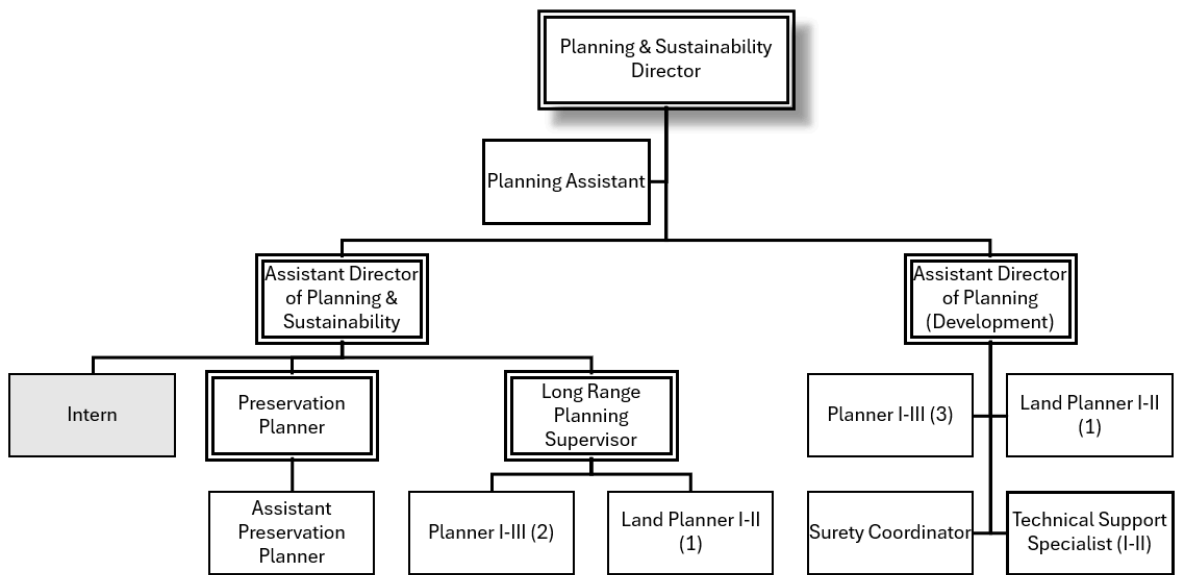 Planning & Sustainability
Director
Planning Assistant
Assistant Director
of Planning &
Sustainability
Assistant Director
of Planning
(Development)
Intern
Preservation
Planner
Long Range
Planning
Supervisor
Planner I-III (3)
Land Planner I-II
(1)
Assistant
Preservation
Planner
Planner I-III (2)
Land Planner I-II
(1)
Surety Coordinator
Technical Support
Specialist (I-II)